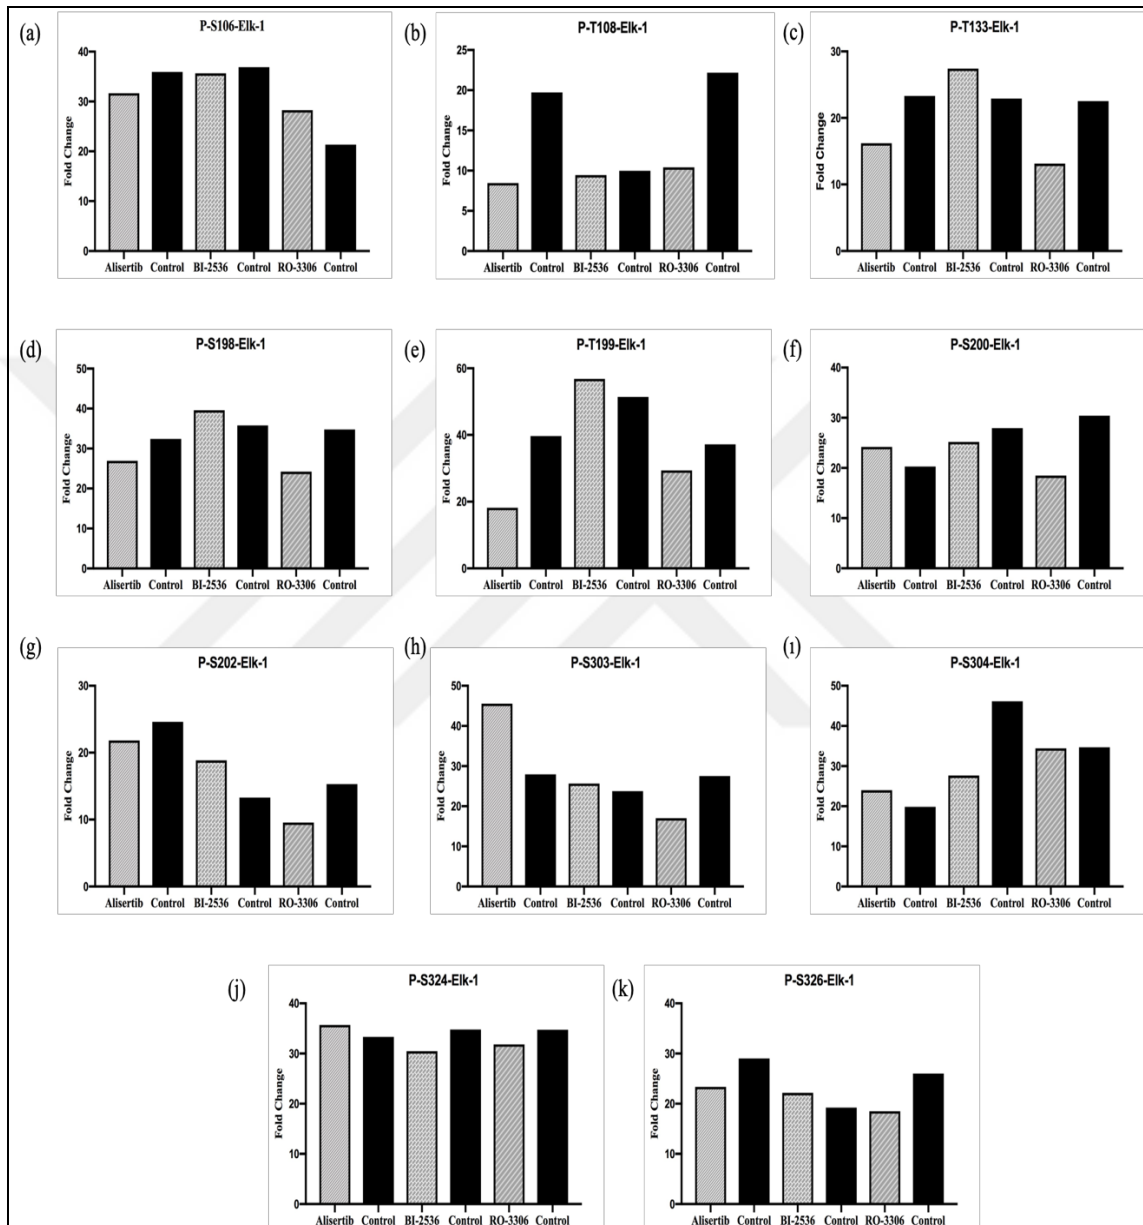 (a)
P-S106-Elk-1
Fold Change
40
30
20
10
0
Alisertib Control BI-2536 Control RO-3306 Control
(b)
P-T108-Elk-1
Fold Change
25
20
15
10
5
0
Alisertib Control BI-2536 Control RO-3306 Control
(c)
P-T133-Elk-1
Fold Change
30
20
10
0
Alisertib Control BI-2536 Control RO-3306 Control
(d)
P-S198-Elk-1
Fold Change
50
40
30
20
10
0
Alisertib Control BI-2536 Control RO-3306 Control
(e)
P-T199-Elk-1
Fold Change
60
40
20
0
Alisertib Control BI-2536 Control RO-3306 Control
(f)
P-S200-Elk-1
Fold Change
40
30
20
10
0
Alisertib Control BI-2536 Control RO-3306 Control
(g)
P-S202-Elk-1
Fold Change
30
20
10
0
Alisertib Control BI-2536 Control RO-3306 Control
(h)
P-S303-Elk-1
Fold Change
50
40
30
20
10
0
Alisertib Control BI-2536 Control RO-3306 Control
(ı)
P-S304-Elk-1
Fold Change
50
40
30
20
10
0
Alisertib Control BI-2536 Control RO-3306 Control
(j)
P-S324-Elk-1
Fold Change
40
30
20
10
0
Alisertib Control BI-2536 Control RO-3306 Control
(k)
P-S326-Elk-1
Fold Change
40
30
20
10
0
Alisertib Control BI-2536 Control RO-3306 Control